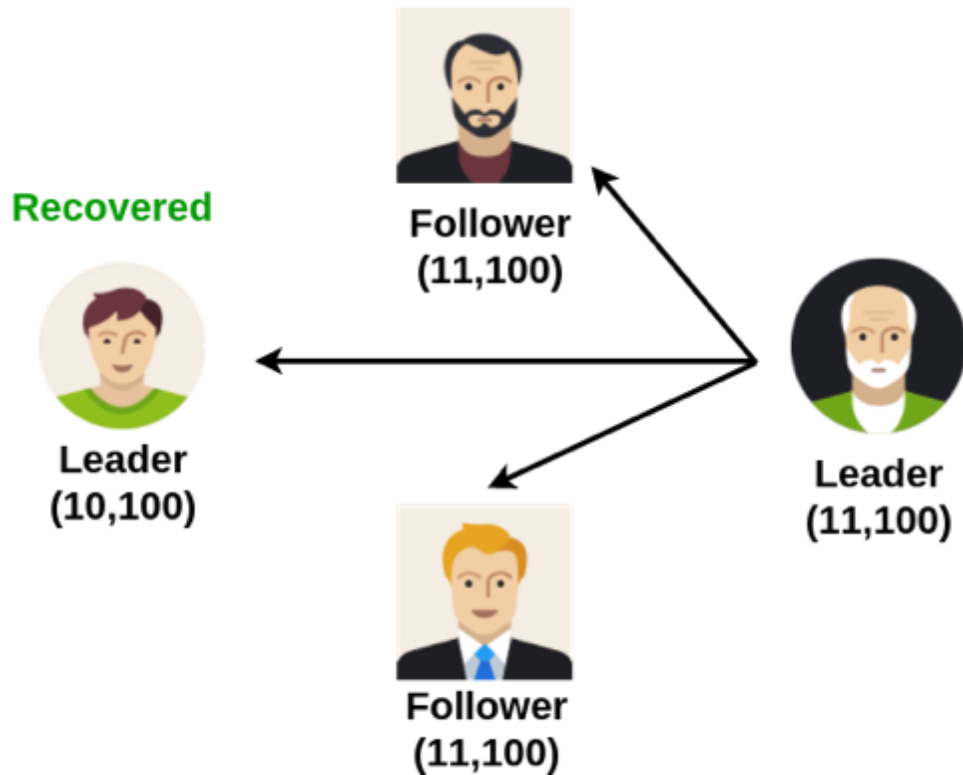 Follower
(11,100)
Recovered
Leader
(10,100)
Leader
(11,100)
Follower
(11,100)